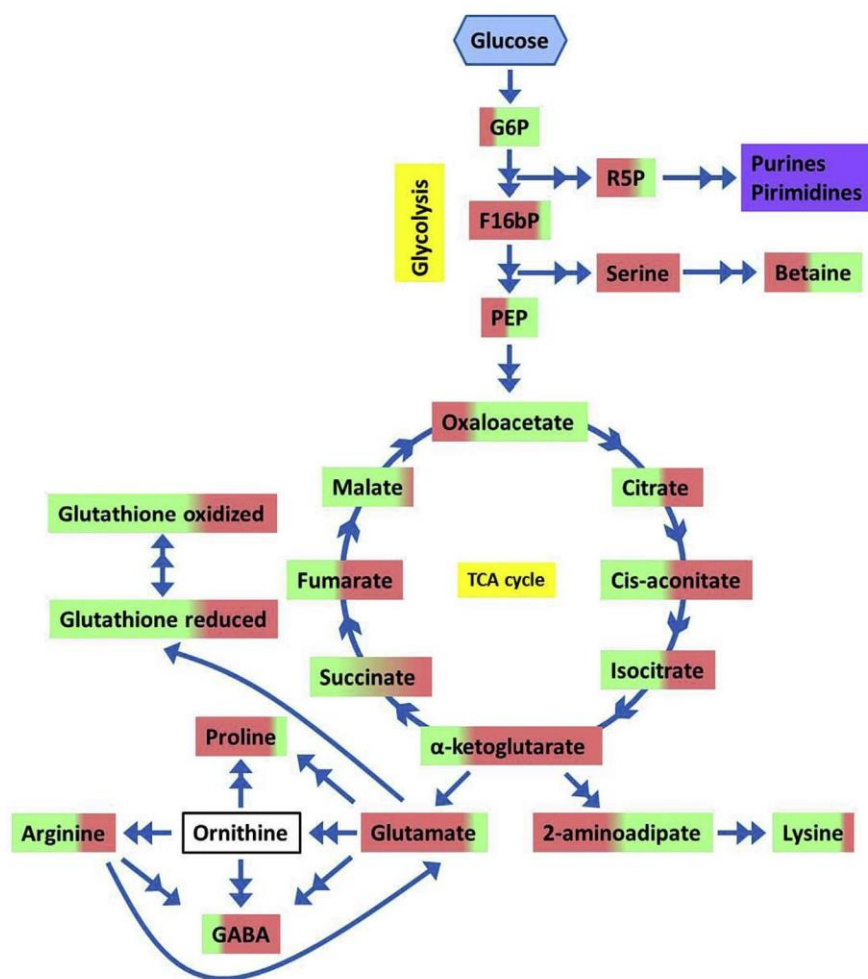 Glucose
G6P
Glycolysis
R5P
Purines
Pirimidines
F16bP
Serine
Betaine
PEP
Oxaloacetate
Malate
Citrate
Glutathione oxidized
Fumarate
TCA cycle
Cis-aconitate
Glutathione reduced
Succinate
Isocitrate
Proline
α-ketoglutarate
Arginine
Ornithine
Glutamate
2-aminoadipate
Lysine
GABA